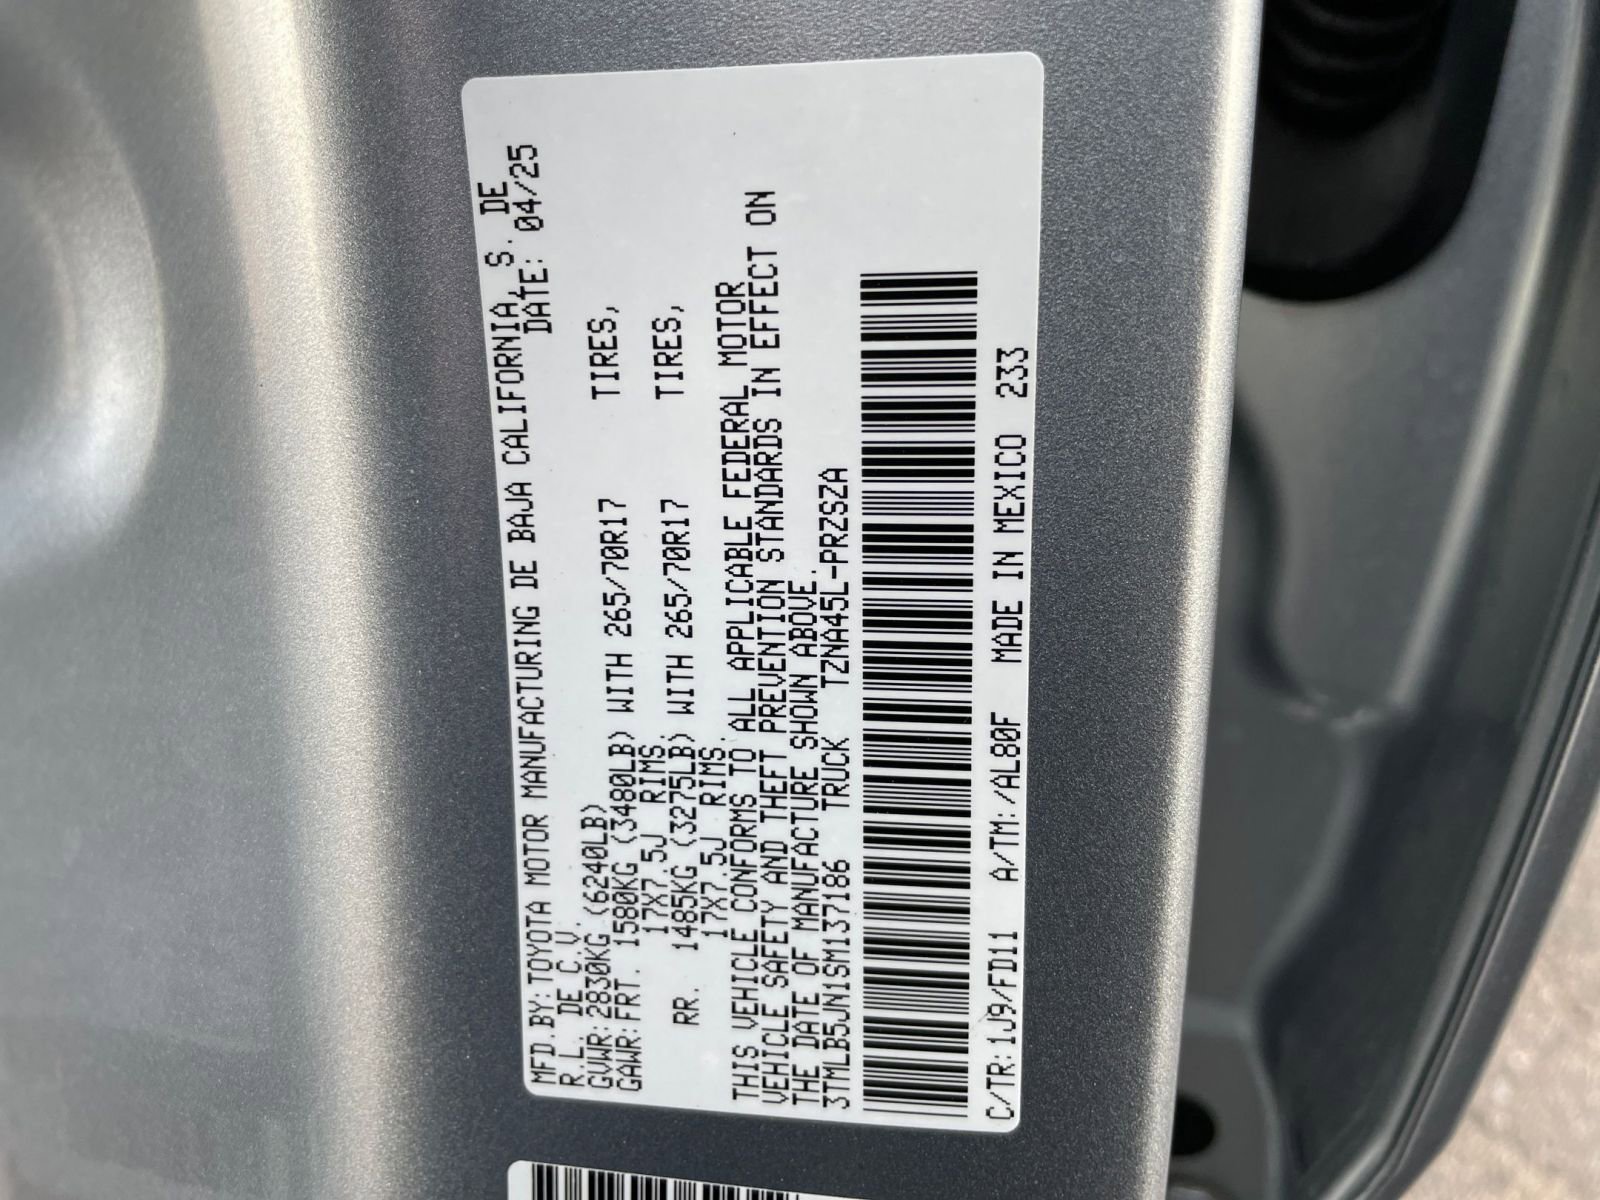 MFD.BY:TOYOTA MOTOR MANUFACTURING DE BAJA CALIFORNIA, S. DE
R.L. DE C.V. DATE: 04/25
GVWR:2830KG (6240LB)
GAWR:FRT. 1580KG (3480LB) WITH 265/70R17 TIRES,
17X7.5J RIMS.
RR. 1485KG (3275LB) WITH 265/70R17 TIRES,
17X7.5J RIMS.
THIS VEHICLE CONFORMS TO ALL APPLICABLE FEDERAL MOTOR
VEHICLE SAFETY AND THEFT PREVENTION STANDARDS IN EFFECT ON
THE DATE OF MANUFACTURE SHOWN ABOVE.
3TMLB5JN1SM137186 TRUCK TZNA45L-PRZSZA
C/TR:1J9/FD11 A/TM:/AL80F MADE IN MEXICO 233